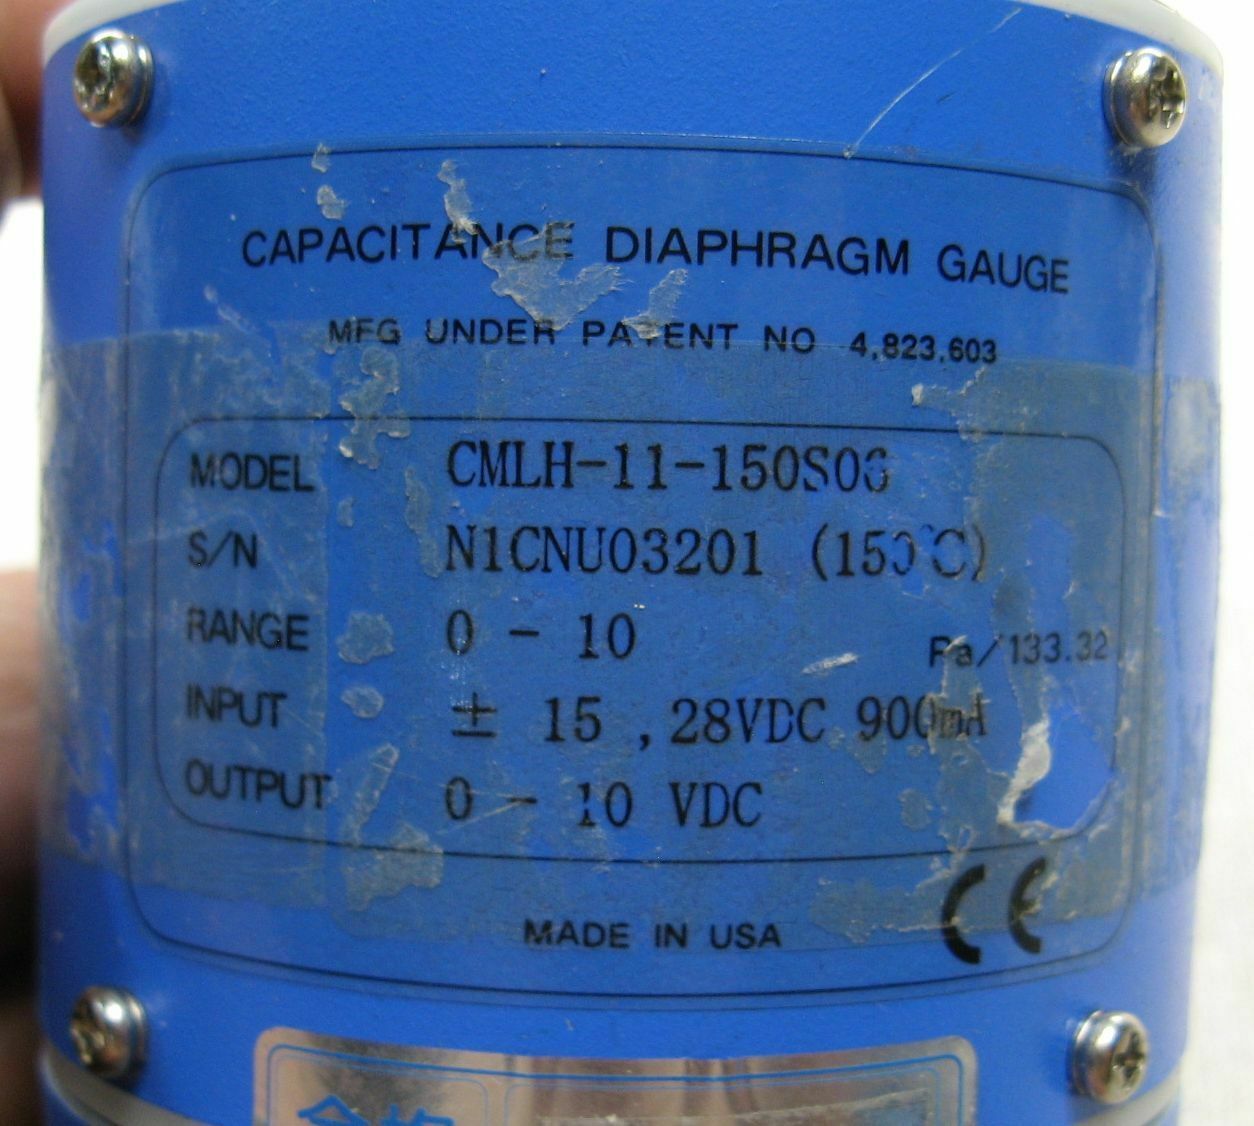 CAPACITANCE DIAPHRAGM GAUGE
MFG UNDER PATENT NO 4,823,603
MODEL CMLH-11-150S06
S/N N1CNU03201 (150°C)
RANGE 0 - 10 Pa/133.32
INPUT ± 15 ,28VDC 900mA
OUTPUT 0 - 10 VDC
MADE IN USA CE